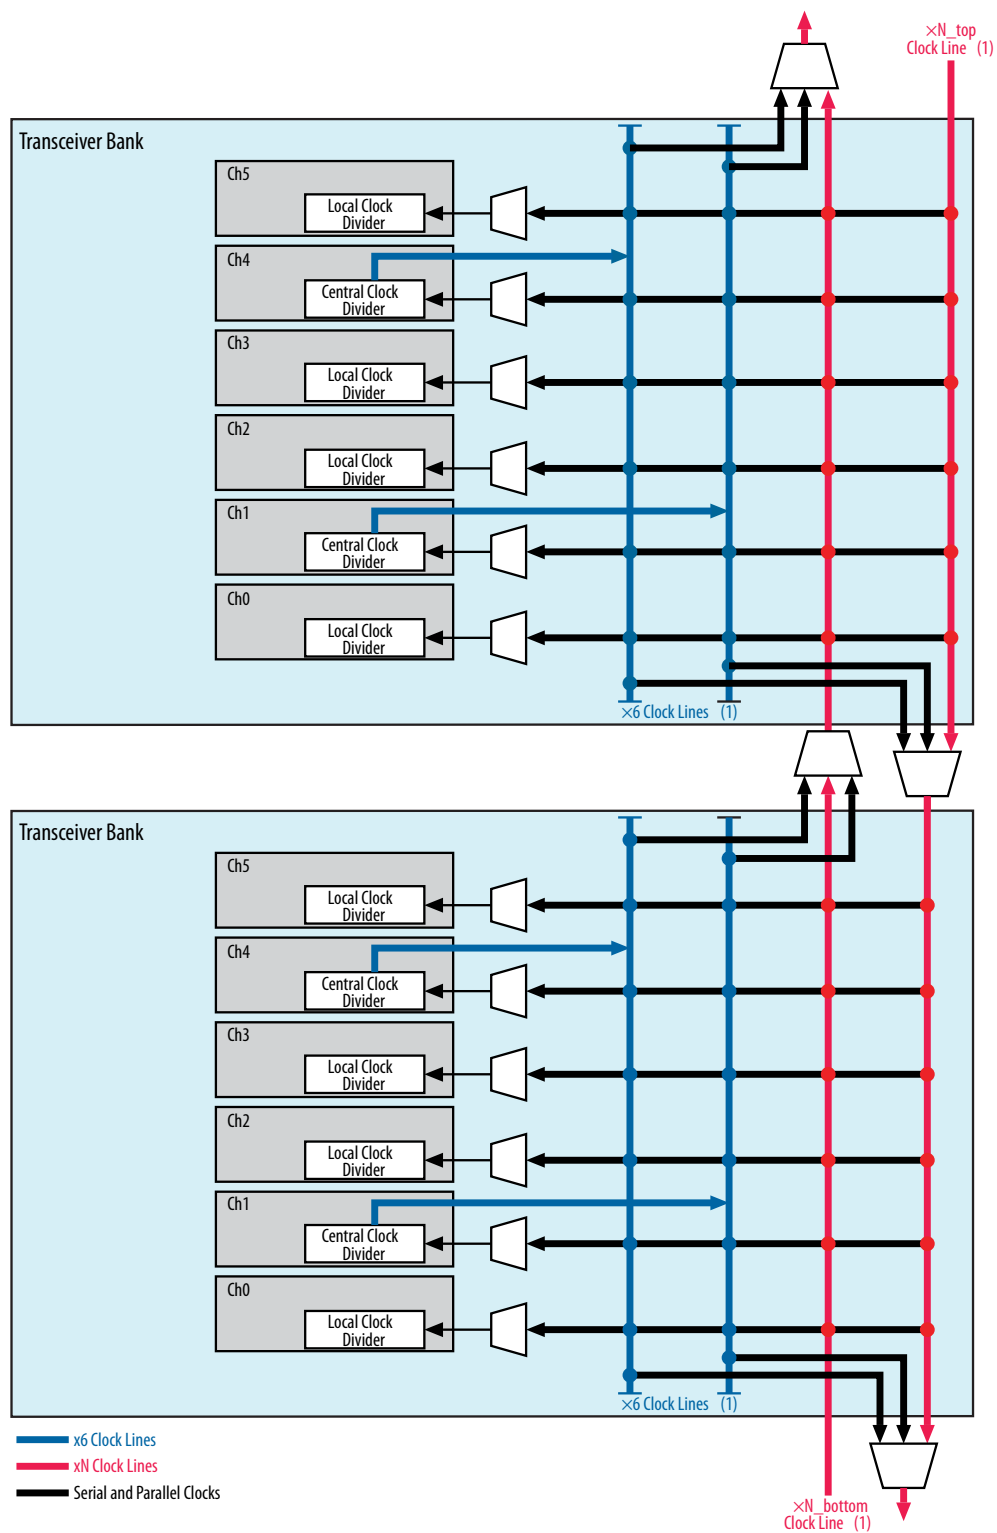 ×N_top
Clock Line (1)
Transceiver Bank
Ch5
Local Clock
Divider
Ch4
Central Clock
Divider
Ch3
Local Clock
Divider
Ch2
Local Clock
Divider
Ch1
Central Clock
Divider
Ch0
Local Clock
Divider
×6 Clock Lines (1)
Transceiver Bank
Ch5
Local Clock
Divider
Ch4
Central Clock
Divider
Ch3
Local Clock
Divider
Ch2
Local Clock
Divider
Ch1
Central Clock
Divider
Ch0
Local Clock
Divider
×6 Clock Lines (1)
x6 Clock Lines
xN Clock Lines
Serial and Parallel Clocks
×N_bottom
Clock Line (1)